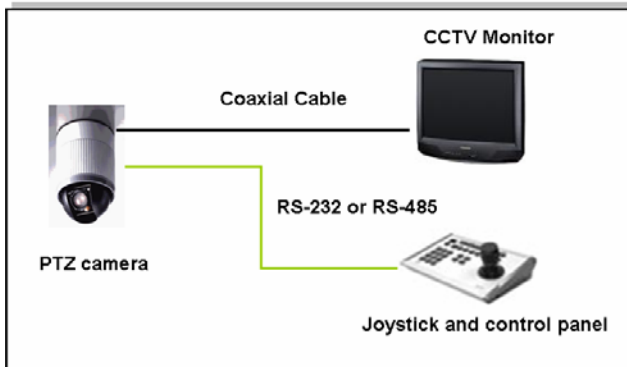 CCTV Monitor
Coaxial Cable
RS-232 or RS-485
PTZ camera
Joystick and control panel